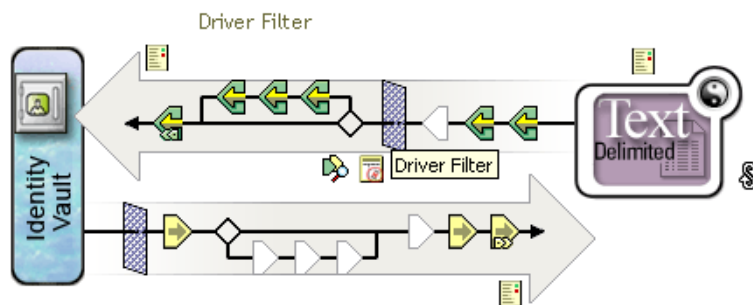 Driver Filter
Identity
Vault
Driver Filter
Text
Delimited